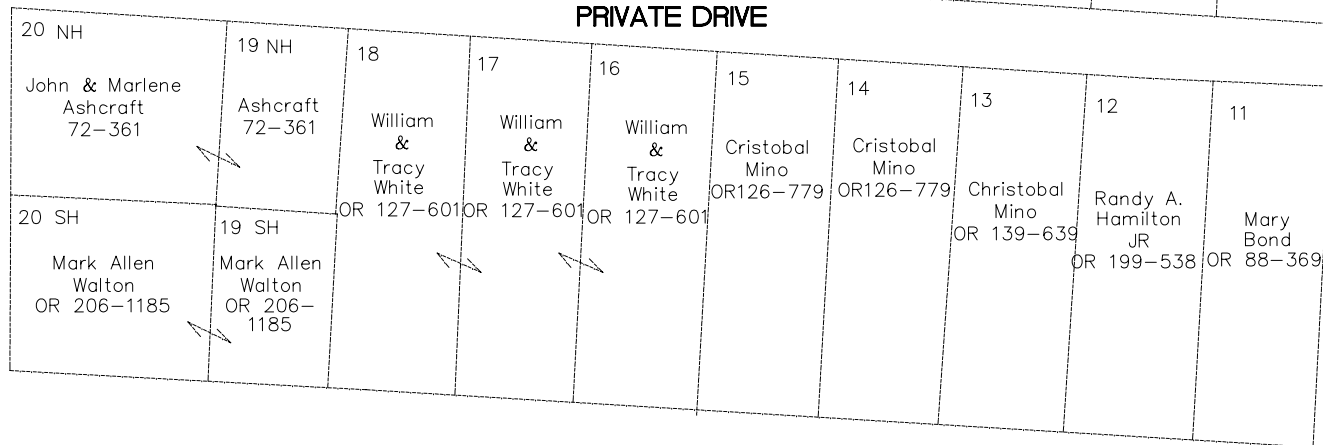 PRIVATE DRIVE
20 NH
John & Marlene
Ashcraft
72-361
19 NH
Ashcraft
72-361
18
William
&
Tracy
White
OR 127-601
17
William
&
Tracy
White
OR 127-601
16
William
&
Tracy
White
OR 127-601
15
Cristobal
Mino
OR126-779
14
Cristobal
Mino
OR126-779
13
Christobal
Mino
OR 139-639
12
Randy A.
Hamilton
JR
OR 199-538
11
Mary
Bond
OR 88-369
20 SH
Mark Allen
Walton
OR 206-1185
19 SH
Mark Allen
Walton
OR 206-
1185